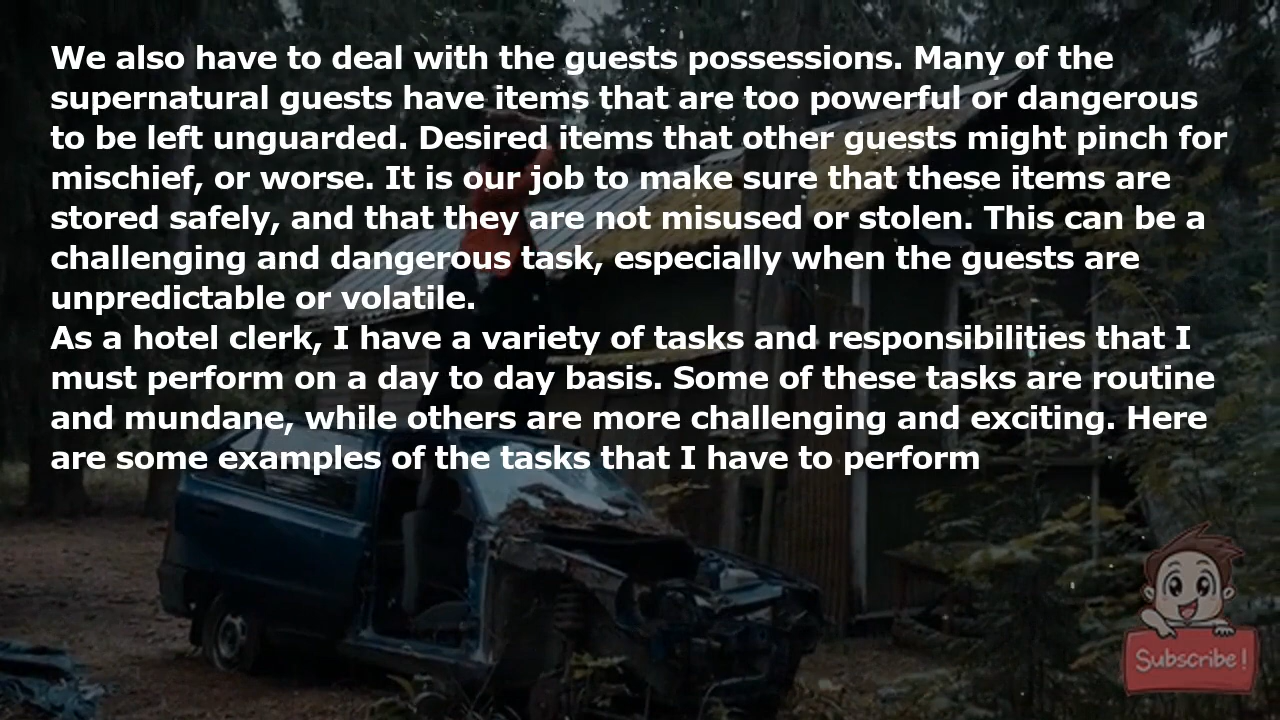 We also have to deal with the guests possessions. Many of the
supernatural guests have items that are too powerful or dangerous
to be left unguarded. Desired items that other guests might pinch for
mischief, or worse. It is our job to make sure that these items are
stored safely, and that they are not misused or stolen. This can be a
challenging and dangerous task, especially when the guests are
unpredictable or volatile.
As a hotel clerk, I have a variety of tasks and responsibilities that I
must perform on a day to day basis. Some of these tasks are routine
and mundane, while others are more challenging and exciting. Here
are some examples of the tasks that I have to perform
Subscribe!